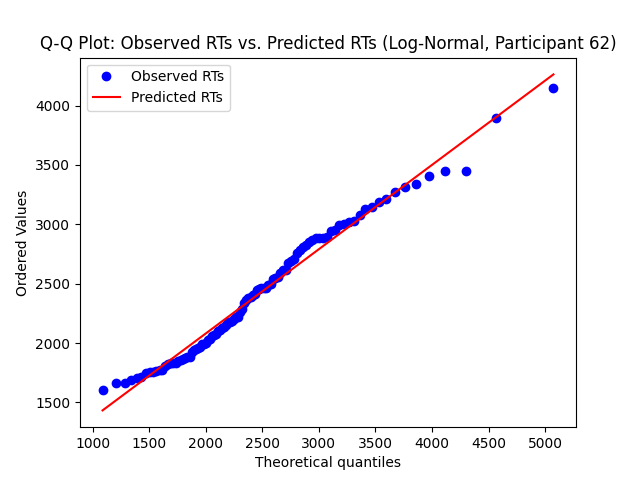 Q-Q Plot: Observed RTs vs. Predicted RTs (Log-Normal, Participant 62)
Observed RTs
Predicted RTs
Ordered Values
4000
3500
3000
2500
2000
1500
1000 1500 2000 2500 3000 3500 4000 4500 5000
Theoretical quantiles